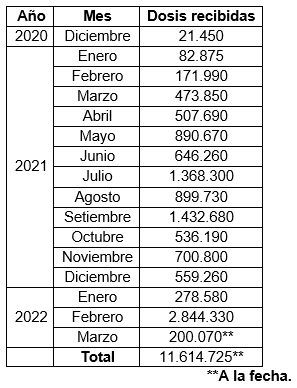 Año Mes Dosis recibidas
2020 Diciembre 21.450
2021 Enero 82.875
Febrero 171.990
Marzo 473.850
Abril 507.690
Mayo 890.670
Junio 646.260
Julio 1.368.300
Agosto 899.730
Setiembre 1.432.680
Octubre 536.190
Noviembre 700.800
Diciembre 559.260
2022 Enero 278.580
Febrero 2.844.330
Marzo 200.070**
Total 11.614.725**
**A la fecha.